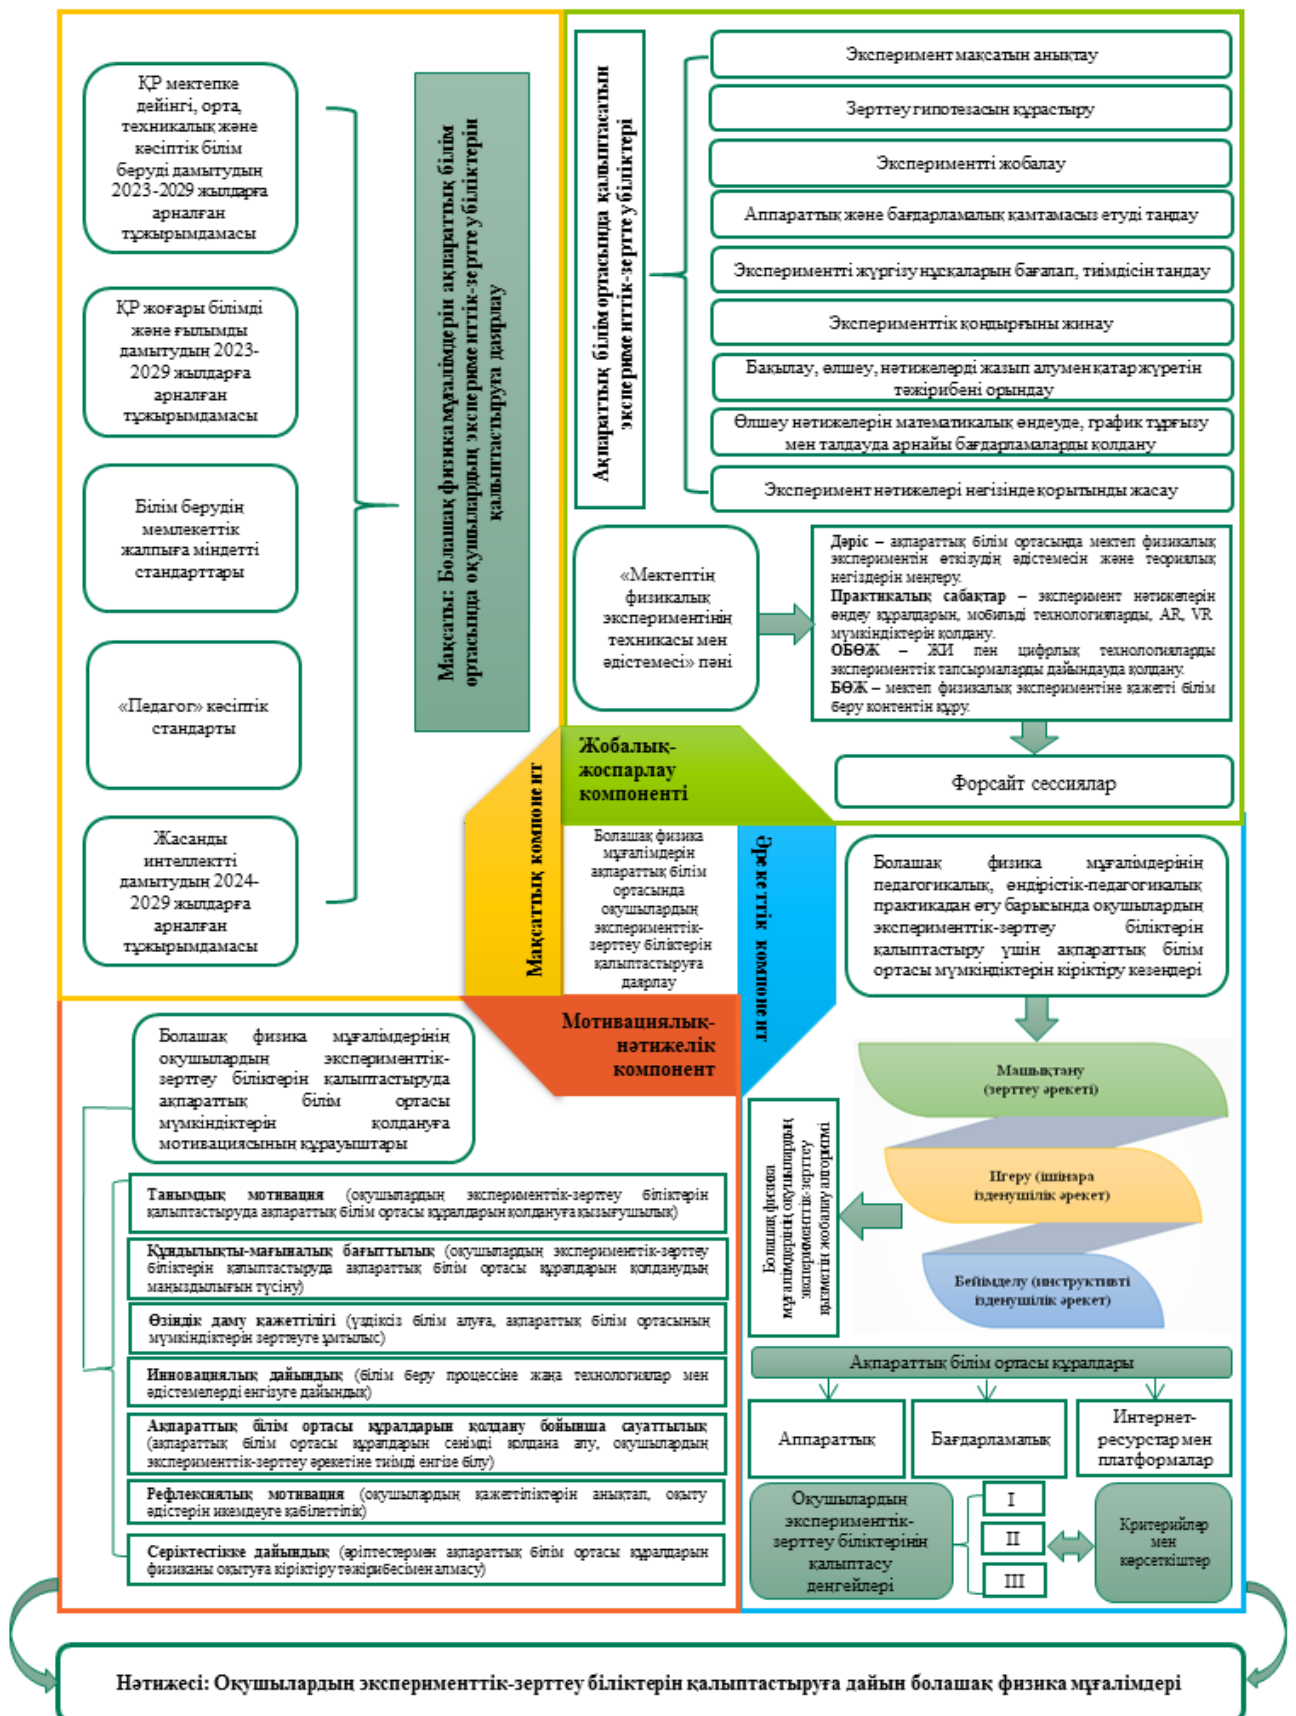 ҚР мектепке
дейінгі, орта,
техникалық және
кәсіптік білім
беруді дамытудың
2023-2029 жылдарға
арналған
тұжырымдамасы
ҚР жоғары білімді
және ғылымды
дамытудың 2023-
2029 жылдарға
арналған
тұжырымдамасы
Білім берудің
мемлекеттік
жалпыға міндетті
стандарттары
«Педагог» кәсіптік
стандарты
Жасанды
интеллектті
дамытудың 2024-
2029 жылдарға
арналған
тұжырымдамасы
Мақсаты: Болашақ физика мұғалімдерін ақпараттық білім
ортасында оқушылардың эксперименттік-зерттеу біліктерін
қалыптастыруға даярлау
Ақпараттық білім ортасында қалыптасатын
эксперименттік-зерттеу біліктері
Эксперимент мақсатын анықтау
Зерттеу гипотезасын құрастыру
Экспериментті жобалау
Аппараттық және бағдарламалық қамтамасыз етуді таңдау
Экспериментті жүргізу нұсқаларын бағалап, тиімдісін таңдау
Эксперименттік қондырғыны жинау
Бақылау, өлшеу, нәтижелерді жазып алумен қатар жүретін
тәжірибені орындау
Өлшеу нәтижелерін математикалық өңдеуде, график тұрғызу
мен талдауда арнайы бағдарламаларды қолдану
Эксперимент нәтижелері негізінде қорытынды жасау
«Мектептің
физикалық
экспериментінің
техникасы мен
әдістемесі» пәні
Дәріс – ақпараттық білім ортасында мектеп физикалық
экспериментін өткізудің әдістемесін және теориялық
негіздерін меңгеру.
Практикалық сабақтар – эксперимент нәтижелерін
өңдеу құралдарын, мобильді технологияларды, AR, VR
мүмкіндіктерін қолдану.
ОБӨЖ – ЖИ пен цифрлық технологияларды
эксперименттік тапсырмаларды дайындауда қолдану.
БӨЖ – мектеп физикалық экспериментіне қажетті білім
беру контентін құру.
Форсайт сессиялар
Мақсаттық компонент
Жобалық-
жоспарлау
компоненті
Болашақ физика
мұғалімдерін
ақпараттық білім
ортасында
оқушылардың
эксперименттік-
зерттеу біліктерін
қалыптастыруға
даярлау
Әрекеттік компонент
Мотивациялық-
нәтижелік
компонент
Болашақ физика мұғалімдерінің
педагогикалық, өндірістік-педагогикалық
практикадан өту барысында оқушылардың
эксперименттік-зерттеу біліктерін
қалыптастыру үшін ақпараттық білім
ортасы мүмкіндіктерін кіріктіру кезеңдері
Машықтану
(зерттеу әрекеті)
Игеру (ішінара
ізденушілік әрекет)
Бейімделу (инструктивті
ізденушілік әрекет)
Болашақ физика
мұғалімдерінің оқушылардың
эксперименттік-зерттеу
қызметін жобалау алгоритмі
Ақпараттық білім ортасы құралдары
Аппараттық
Бағдарламалық
Интернет-
ресурстар мен
платформалар
Оқушылардың
эксперименттік-
зерттеу біліктерінің
қалыптасу
деңгейлері
I
II
III
Критерийлер
мен
көрсеткіштер
Болашақ физика мұғалімдерінің
оқушылардың эксперименттік-
зерттеу біліктерін қалыптастыруда
ақпараттық білім ортасы
мүмкіндіктерін қолдануға
мотивациясының құрауыштары
Танымдық мотивация (оқушылардың эксперименттік-зерттеу біліктерін
қалыптастыруда ақпараттық білім ортасы құралдарын қолдануға қызығушылық)
Құндылықты-мағыналық бағыттылық (оқушылардың эксперименттік-зерттеу
біліктерін қалыптастыруда ақпараттық білім ортасы құралдарын қолданудың
маңыздылығын түсіну)
Өзіндік даму қажеттілігі (үздіксіз білім алуға, ақпараттық білім ортасының
мүмкіндіктерін зерттеуге ұмтылыс)
Инновациялық дайындық (білім беру процессіне жаңа технологиялар мен
әдістемелерді енгізуге дайындық)
Ақпараттық білім ортасы құралдарын қолдану бойынша сауаттылық
(ақпараттық білім ортасы құралдарын сенімді қолдана алу, оқушылардың
эксперименттік-зерттеу әрекетіне тиімді енгізе білу)
Рефлексиялық мотивация (оқушылардың қажеттіліктерін анықтап, оқыту
әдістерін икемдеуге қабілеттілік)
Серіктестікке дайындық (әріптестермен ақпараттық білім ортасы құралдарын
физиканы оқытуға кіріктіру тәжірибесімен алмасу)
Нәтижесі: Оқушылардың эксперименттік-зерттеу біліктерін қалыптастыруға дайын болашақ физика мұғалімдері